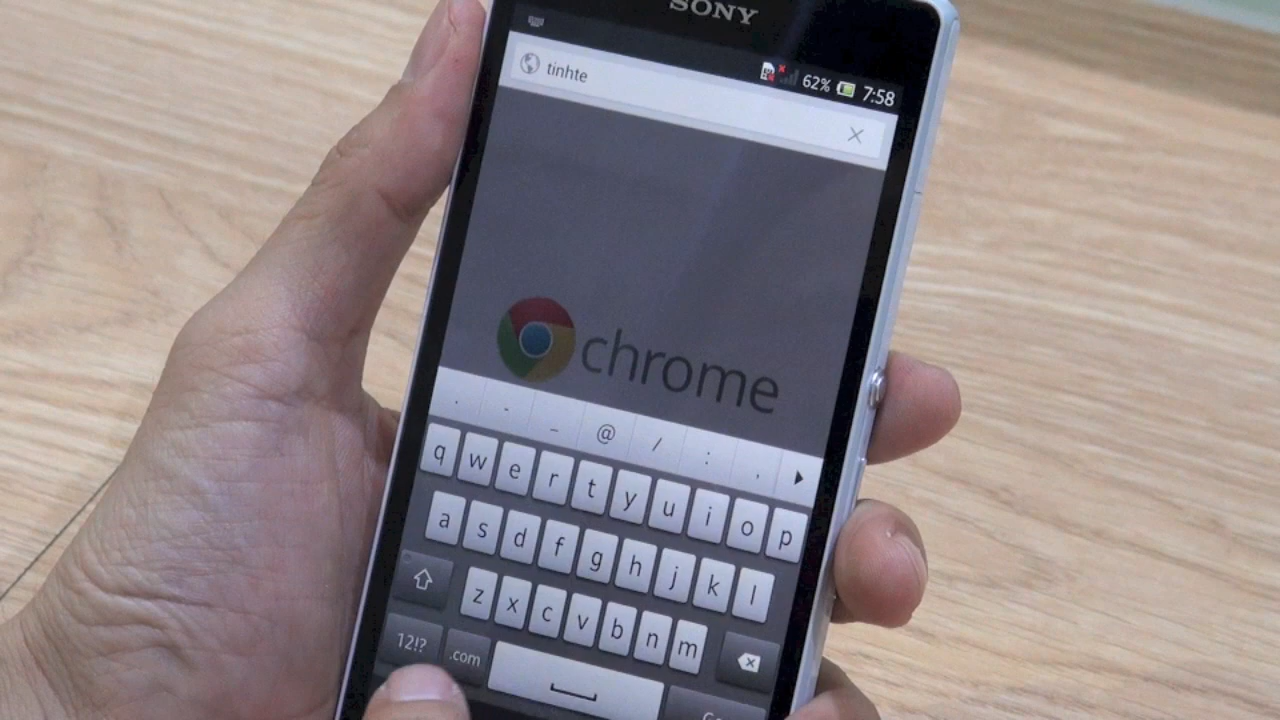 SONY
62% 7:58
tinhte
chrome
. - _ @ / : ,
q w e r t y u i o p
a s d f g h j k l
z x c v b n m
12!? .com